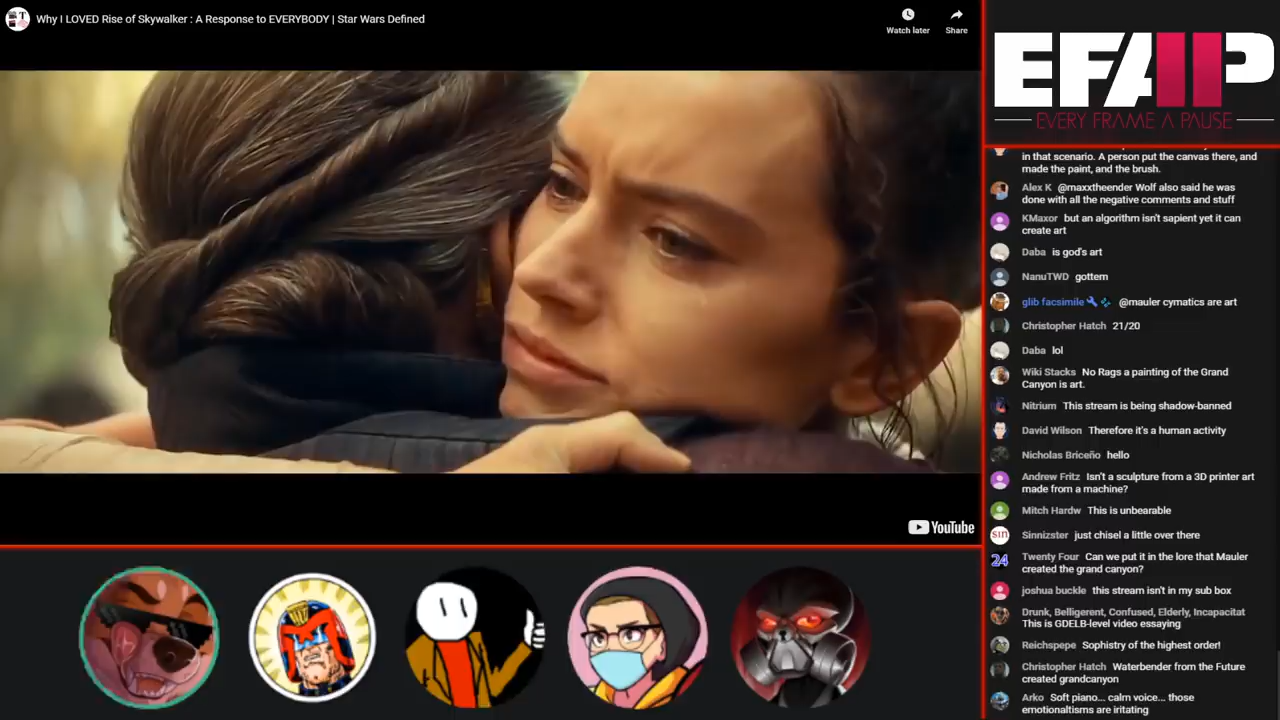 Why I LOVED Rise of Skywalker : A Response to EVERYBODY | Star Wars Defined
Watch later
Share
YouTube
EFAP
EVERY FRAME A PAUSE
in that scenario. A person put the canvas there, and
made the paint, and the brush.
Alex K @maxxtheender Wolf also said he was
done with all the negative comments and stuff
KMaxor but an algorithm isn't sapient yet it can
create art
Daba is god's art
NanuTWD gottem
glib facsimile @mauler cymatics are art
Christopher Hatch 21/20
Daba lol
Wiki Stacks No Rags a painting of the Grand
Canyon is art.
Nitrium This stream is being shadow-banned
David Wilson Therefore it's a human activity
Nicholas Briceño hello
Andrew Fritz Isn't a sculpture from a 3D printer art
made from a machine?
Mitch Hardw This is unbearable
sin
Sinnizster just chisel a little over there
24
Twenty Four Can we put it in the lore that Mauler
created the grand canyon?
joshua buckle this stream isn't in my sub box
Drunk, Belligerent, Confused, Elderly, Incapacitat
This is GDELB-level video essaying
Reichspepe Sophistry of the highest order!
Christopher Hatch Waterbender from the Future
created grandcanyon
Arko Soft piano... calm voice... those
emotionaltisms are irritating